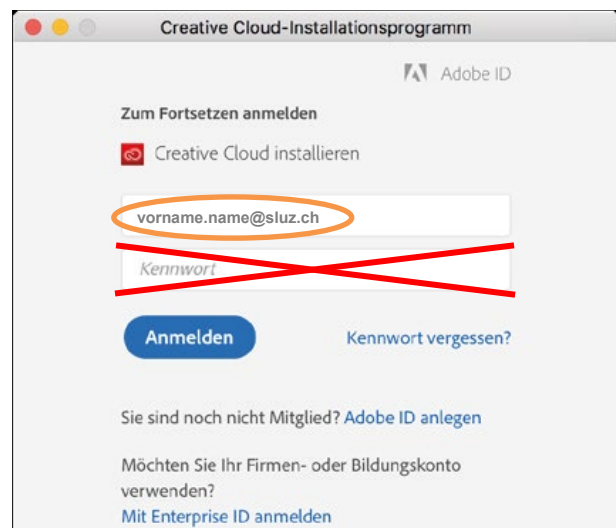 Creative Cloud-Installationsprogramm
Adobe ID
Zum Fortsetzen anmelden
Creative Cloud installieren
vorname.name@sluz.ch
Kennwort
Anmelden
Kennwort vergessen?
Sie sind noch nicht Mitglied? Adobe ID anlegen
Möchten Sie Ihr Firmen- oder Bildungskonto
verwenden?
Mit Enterprise ID anmelden